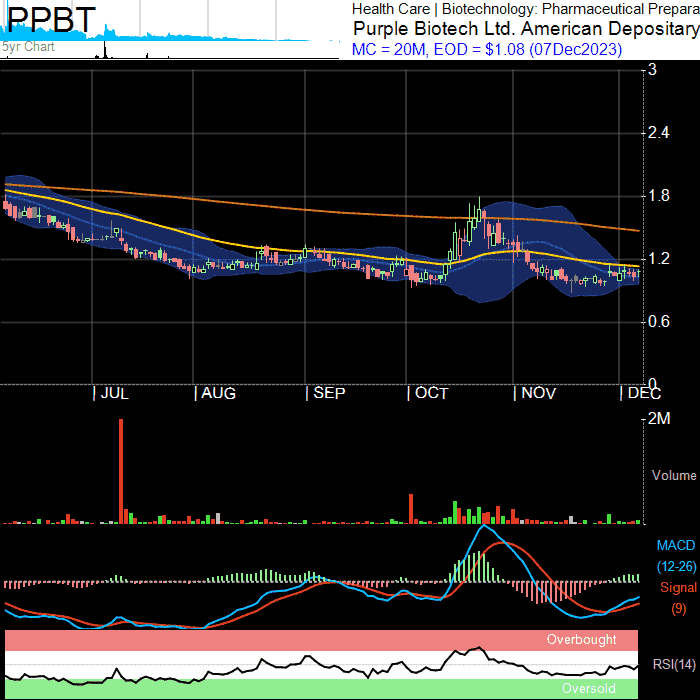 PPBT
5yr Chart
Health Care | Biotechnology: Pharmaceutical Prepara
Purple Biotech Ltd. American Depositary
MC = 20M, EOD = $1.08 (07Dec2023)
3
2.4
1.8
1.2
0.6
0
JUL AUG SEP OCT NOV DEC
2M
Volume
MACD
(12-26)
Signal
(9)
Overbought
RSI(14)
Oversold